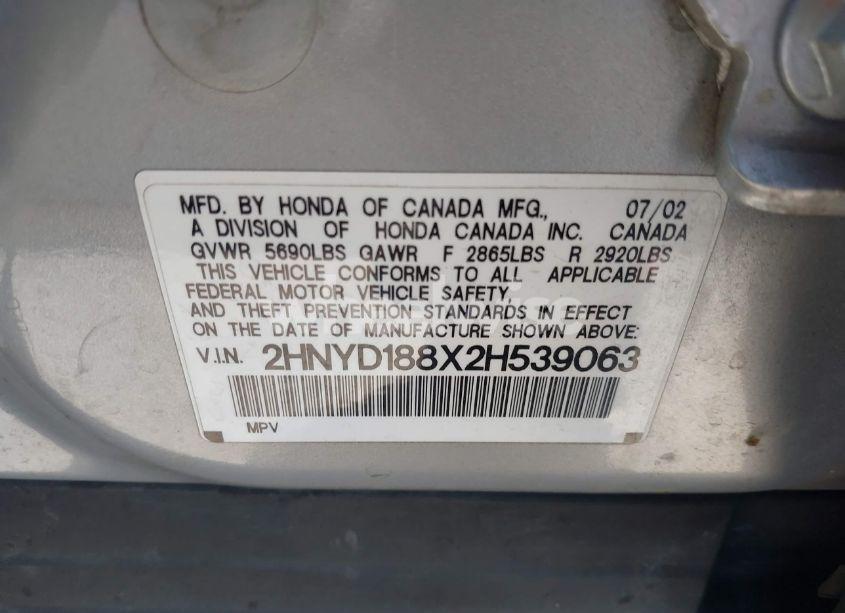 MFD. BY HONDA OF CANADA MFG., 07/02
A DIVISION OF HONDA CANADA INC. CANADA
GVWR 5690LBS GAWR F 2865LBS R 2920LBS
THIS VEHICLE CONFORMS TO ALL APPLICABLE
FEDERAL MOTOR VEHICLE SAFETY,
AND THEFT PREVENTION STANDARDS IN EFFECT
ON THE DATE OF MANUFACTURE SHOWN ABOVE:
V.I.N. 2HNYD188X2H539063
MPV